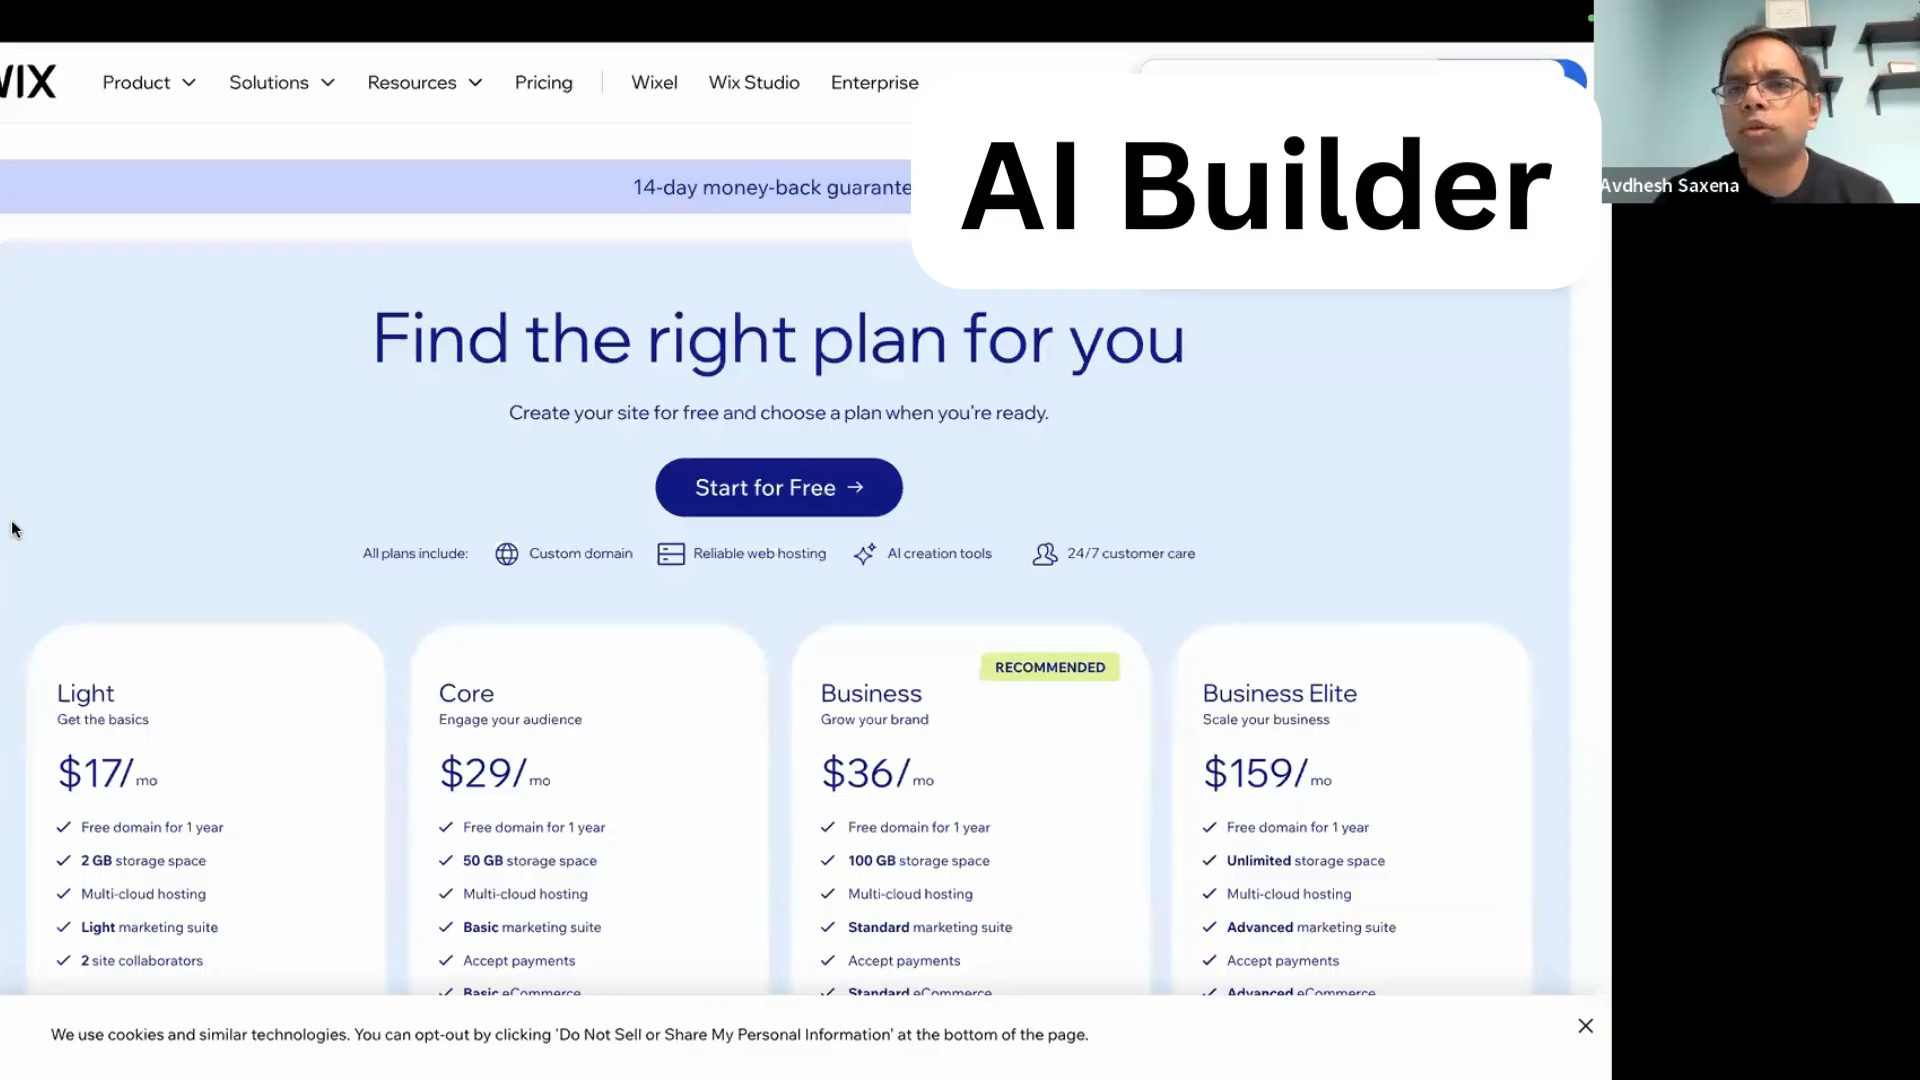 WIX
Product
Solutions
Resources
Pricing
Wixel
Wix Studio
Enterprise
AI Builder
Avdhesh Saxena
14-day money-back
Find the right plan for you
Create your site for free and choose a plan when you're ready.
Start for Free →
All plans include:
Custom domain
Reliable web hosting
AI creation tools
24/7 customer care
Light
Get the basics
$17/mo
Free domain for 1 year
2 GB storage space
Multi-cloud hosting
Light marketing suite
2 site collaborators
Core
Engage your audience
$29/mo
Free domain for 1 year
50 GB storage space
Multi-cloud hosting
Basic marketing suite
Accept payments
Basic eCommerce
RECOMMENDED
Business
Grow your brand
$36/mo
Free domain for 1 year
100 GB storage space
Multi-cloud hosting
Standard marketing suite
Accept payments
Standard eCommerce
Business Elite
Scale your business
$159/mo
Free domain for 1 year
Unlimited storage space
Multi-cloud hosting
Advanced marketing suite
Accept payments
Advanced eCommerce
We use cookies and similar technologies. You can opt-out by clicking 'Do Not Sell or Share My Personal Information' at the bottom of the page.